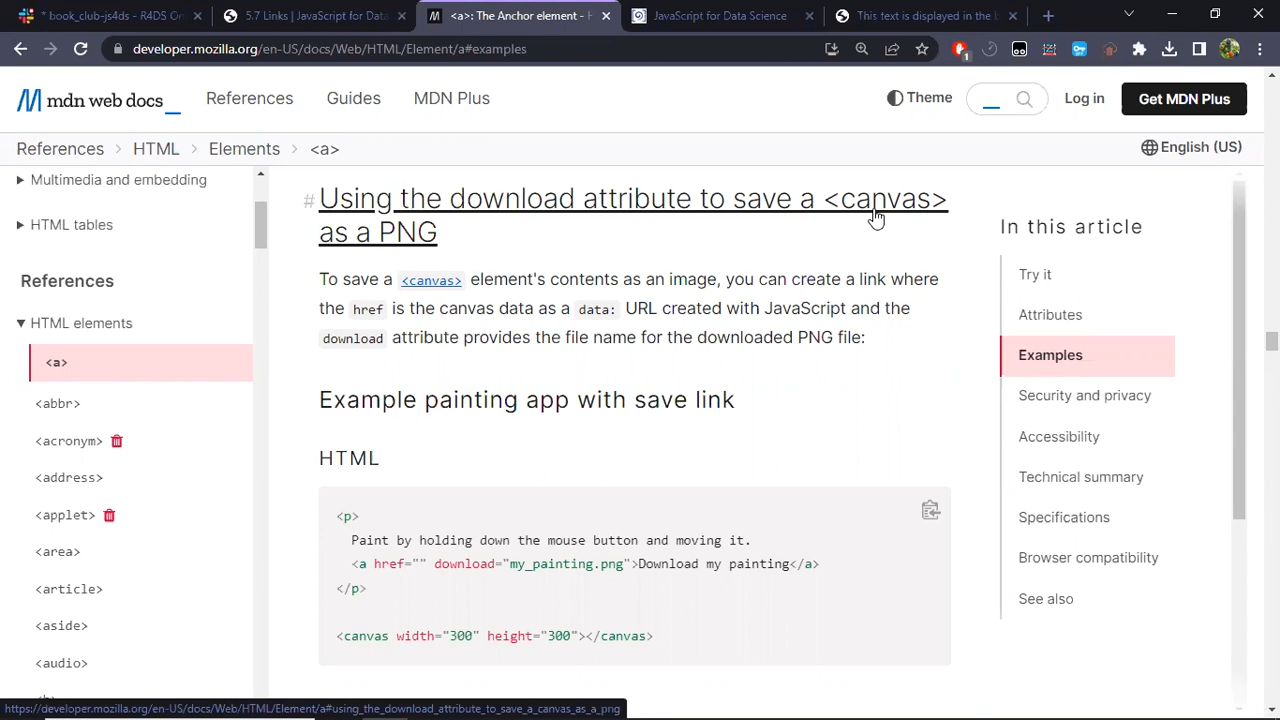 book_club-js4ds - R4DS On
5.7 Links | JavaScript for Data
<a>: The Anchor element - H
JavaScript for Data Science
This text is displayed in the b
developer.mozilla.org/en-US/docs/Web/HTML/Element/a#examples
1
mdn web docs
References
Guides
MDN Plus
Theme
Log in
Get MDN Plus
References
HTML
Elements
<a>
English (US)
Multimedia and embedding
HTML tables
References
HTML elements
<a>
<abbr>
<acronym>
<address>
<applet>
<area>
<article>
<aside>
<audio>
# Using the download attribute to save a <canvas>
as a PNG
To save a <canvas> element's contents as an image, you can create a link where
the href is the canvas data as a data: URL created with JavaScript and the
download attribute provides the file name for the downloaded PNG file:
Example painting app with save link
HTML
<p>
Paint by holding down the mouse button and moving it.
<a href="" download="my_painting.png">Download my painting</a>
</p>
<canvas width="300" height="300"></canvas>
In this article
Try it
Attributes
Examples
Security and privacy
Accessibility
Technical summary
Specifications
Browser compatibility
See also
https://developer.mozilla.org/en-US/docs/Web/HTML/Element/a#using_the_download_attribute_to_save_a_canvas_as_a_png